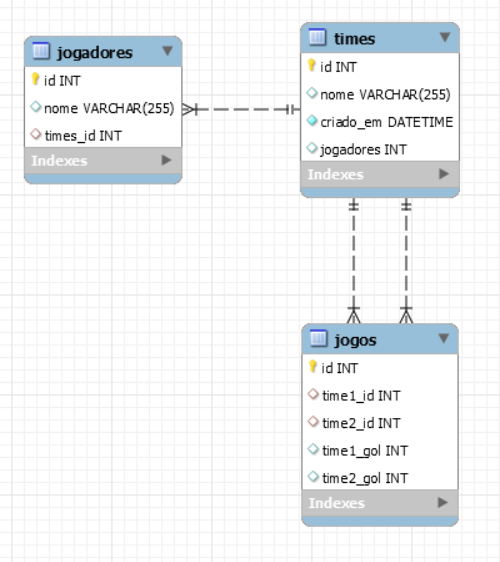 jogadores
id INT
nome VARCHAR(255)
times_id INT
Indexes
times
id INT
nome VARCHAR(255)
criado_em DATETIME
jogadores INT
Indexes
jogos
id INT
time1_id INT
time2_id INT
time1_gol INT
time2_gol INT
Indexes